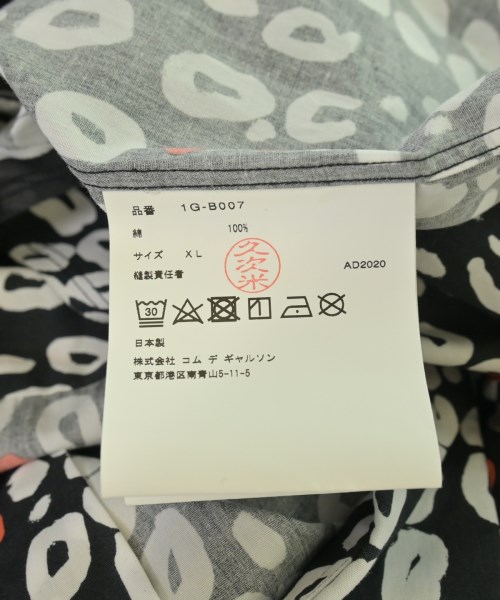 品番 1G-B007
綿 100%
サイズ XL
縫製責任者 久次米 AD2020
30
日本製
株式会社 コム デ ギャルソン
東京都港区南青山5-11-5